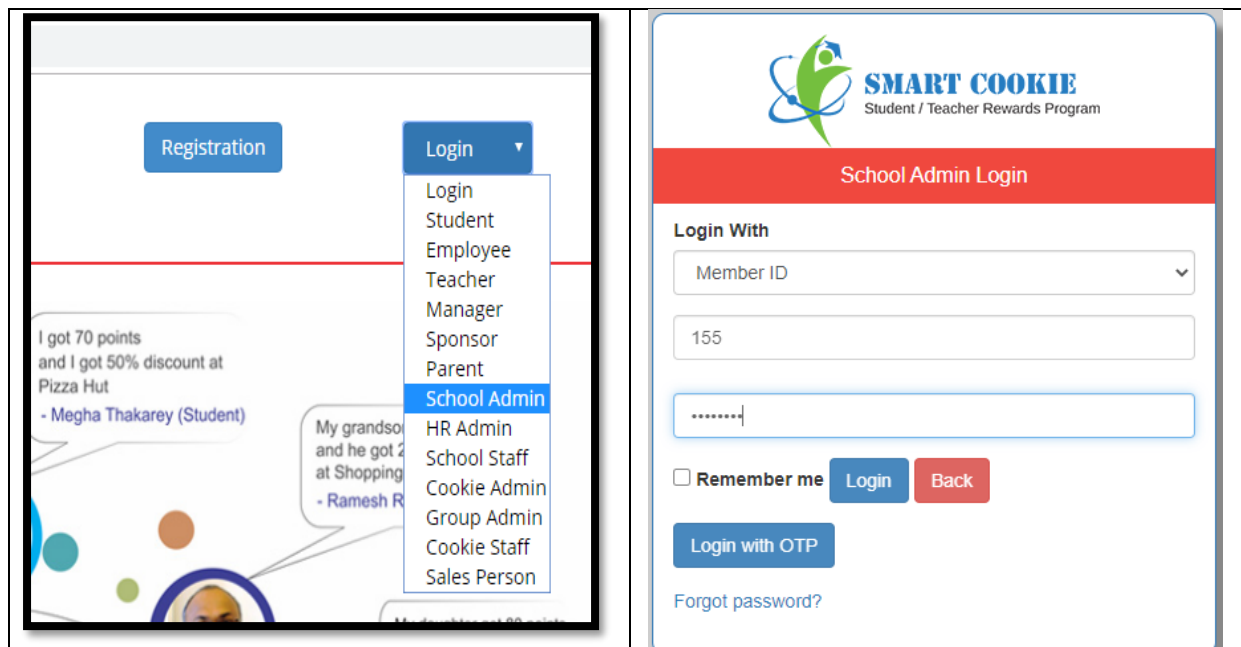 Registration
Login
Login
Student
Employee
Teacher
Manager
Sponsor
Parent
School Admin
HR Admin
School Staff
Cookie Admin
Group Admin
Cookie Staff
Sales Person
I got 70 points
and I got 50% discount at
Pizza Hut
- Megha Thakarey (Student)
My grandso
and he got 2
at Shopping
- Ramesh R
SMART COOKIE
Student / Teacher Rewards Program
School Admin Login
Login With
Member ID
155
Remember me Login Back
Login with OTP
Forgot password?